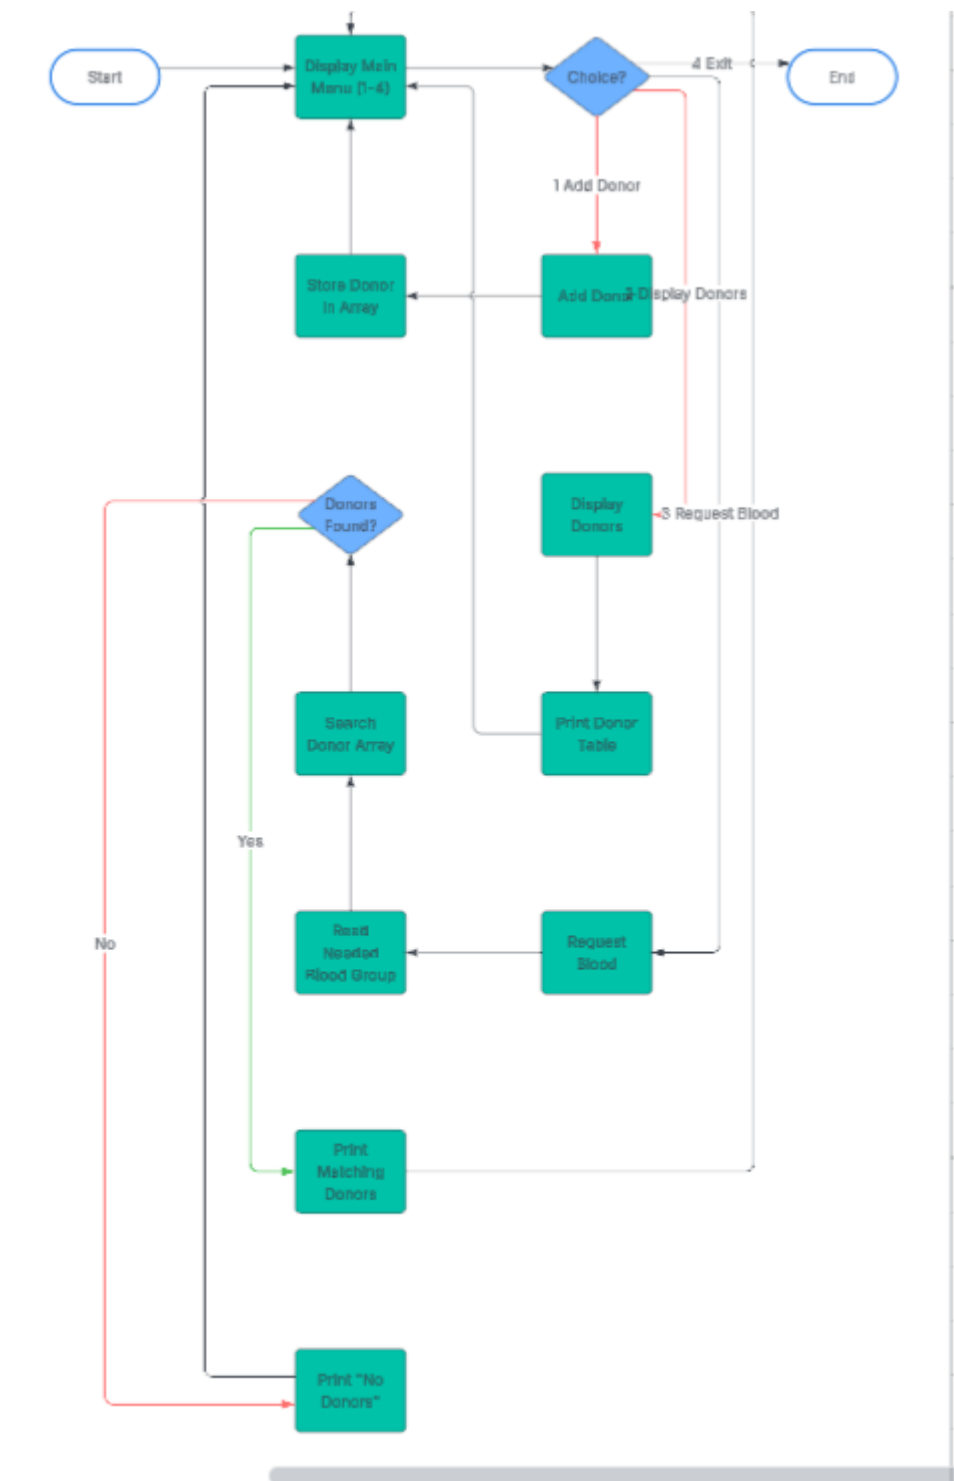 Start
Display Main
Menu (1-4)
Choice?
4 Exit
End
1 Add Donor
Store Donor
in Array
Add Donor
2 Display Donors
Donors
Found?
Display
Donors
3 Request Blood
Search
Donor Array
Print Donor
Table
Yes
No
Read
Needed
Blood Group
Request
Blood
Print
Matching
Donors
Print "No
Donors"